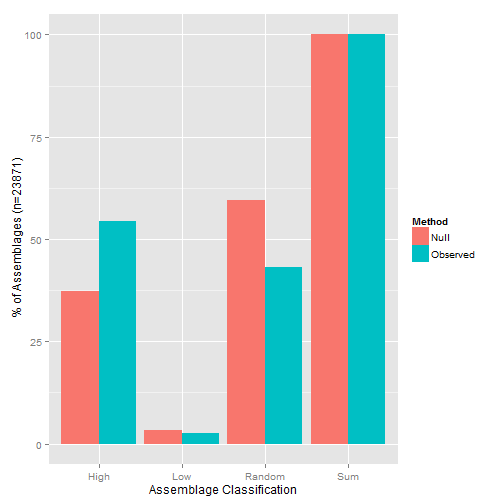 100
75
50
25
0
% of Assemblages (n=23871)
High Low Random Sum
Assemblage Classification
Method
Null
Observed